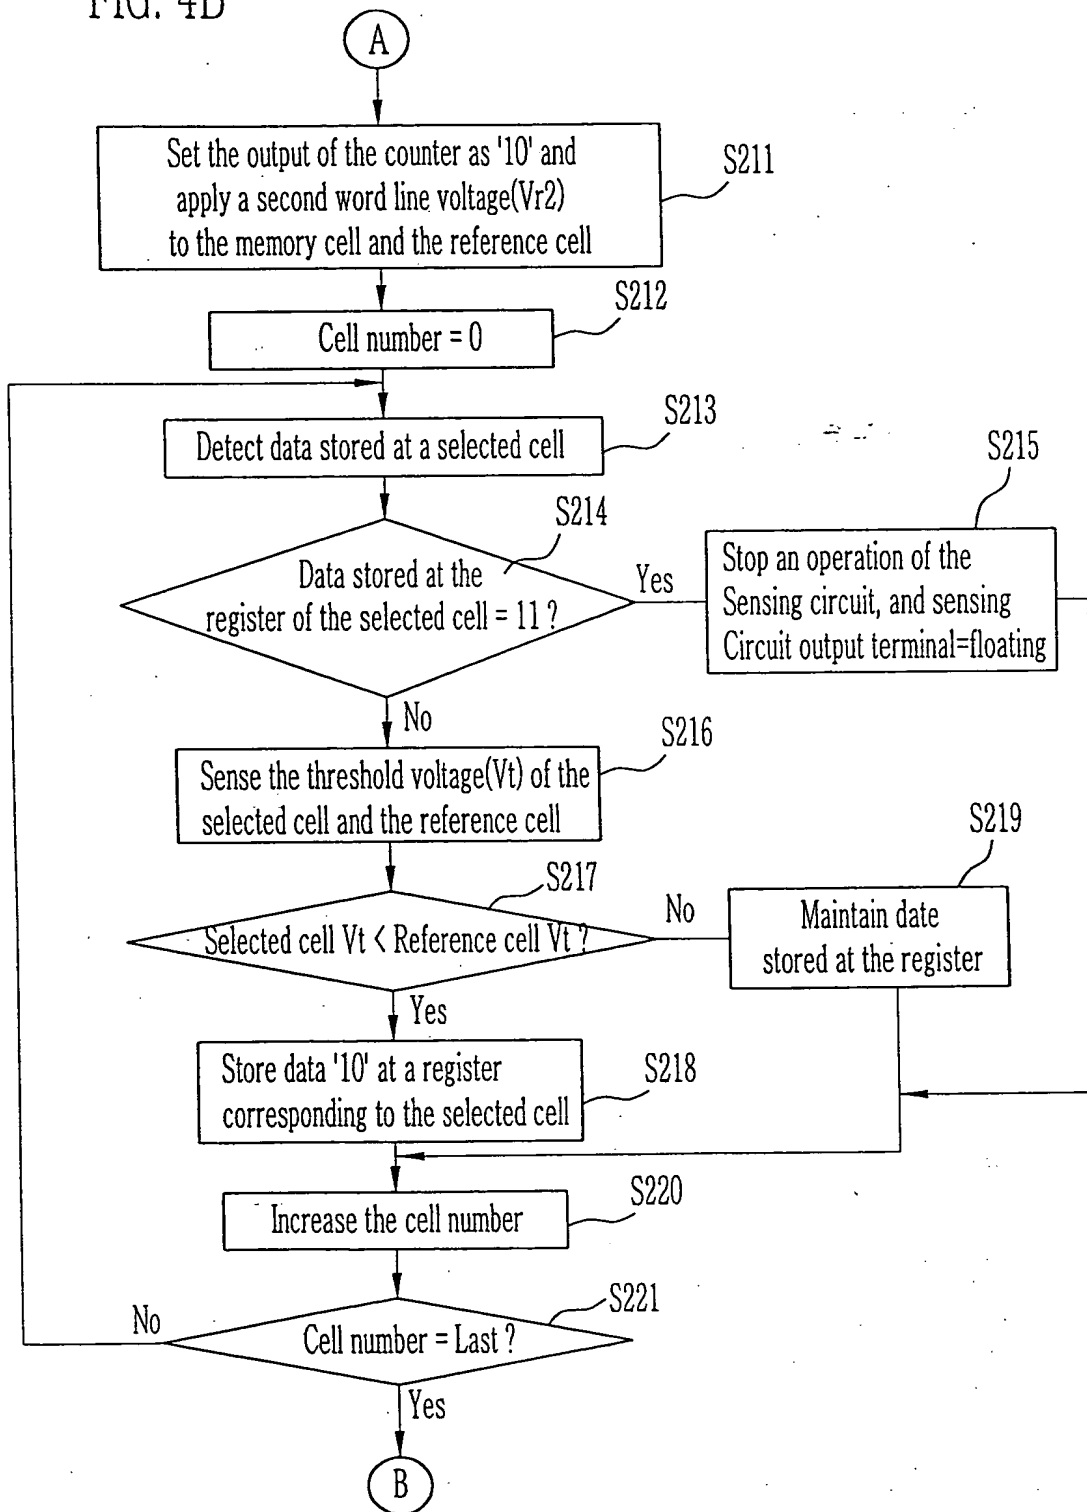 FIG. 4B
A
Set the output of the counter as '10' and
apply a second word line voltage(Vr2)
to the memory cell and the reference cell
S211
Cell number = 0
S212
Detect data stored at a selected cell
S213
Data stored at the
register of the selected cell = 11 ?
S214
Yes
Stop an operation of the
Sensing circuit, and sensing
Circuit output terminal=floating
S215
No
Sense the threshold voltage(Vt) of the
selected cell and the reference cell
S216
Selected cell Vt < Reference cell Vt ?
S217
No
Maintain date
stored at the register
S219
Yes
Store data '10' at a register
corresponding to the selected cell
S218
Increase the cell number
S220
Cell number = Last ?
S221
No
Yes
B